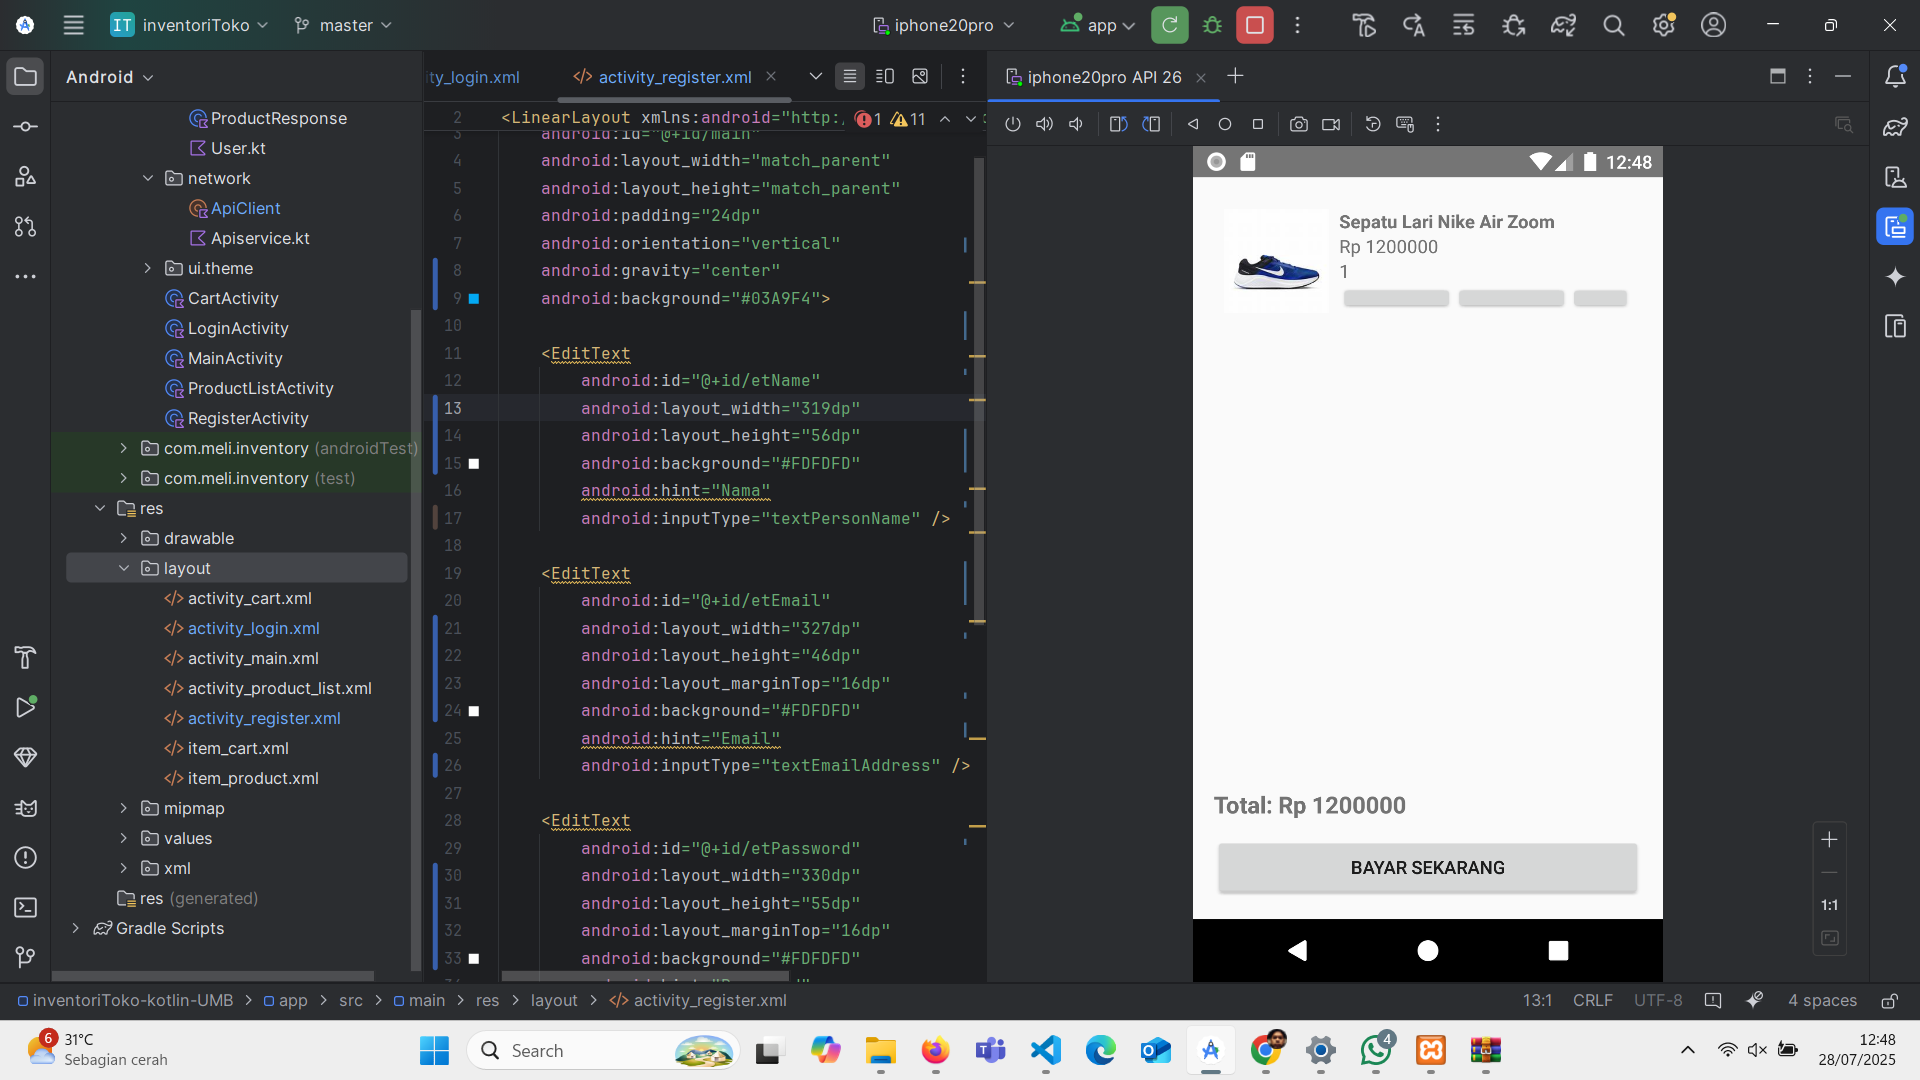 IT inventoriToko master iphone20pro app
Android
ProductResponse
User.kt
network
ApiClient
Apiservice.kt
ui.theme
CartActivity
LoginActivity
MainActivity
ProductListActivity
RegisterActivity
com.meli.inventory (androidTest)
com.meli.inventory (test)
res
drawable
layout
activity_cart.xml
activity_login.xml
activity_main.xml
activity_product_list.xml
activity_register.xml
item_cart.xml
item_product.xml
mipmap
values
xml
res (generated)
Gradle Scripts
ity_login.xml activity_register.xml
2 <LinearLayout xmlns:android="http:/ 1 11
3 android:id="@+id/main"
4 android:layout_width="match_parent"
5 android:layout_height="match_parent"
6 android:padding="24dp"
7 android:orientation="vertical"
8 android:gravity="center"
9 android:background="#03A9F4">
10
11 <EditText
12 android:id="@+id/etName"
13 android:layout_width="319dp"
14 android:layout_height="56dp"
15 android:background="#FDFDFD"
16 android:hint="Nama"
17 android:inputType="textPersonName" />
18
19 <EditText
20 android:id="@+id/etEmail"
21 android:layout_width="327dp"
22 android:layout_height="46dp"
23 android:layout_marginTop="16dp"
24 android:background="#FDFDFD"
25 android:hint="Email"
26 android:inputType="textEmailAddress" />
27
28 <EditText
29 android:id="@+id/etPassword"
30 android:layout_width="330dp"
31 android:layout_height="55dp"
32 android:layout_marginTop="16dp"
33 android:background="#FDFDFD"
iphone20pro API 26
12:48
Sepatu Lari Nike Air Zoom
Rp 1200000
1
Total: Rp 1200000
BAYAR SEKARANG
1:1
inventoriToko-kotlin-UMB > app > src > main > res > layout > activity_register.xml
13:1 CRLF UTF-8 4 spaces
6
31°C
Sebagian cerah
Search
4
12:48
28/07/2025